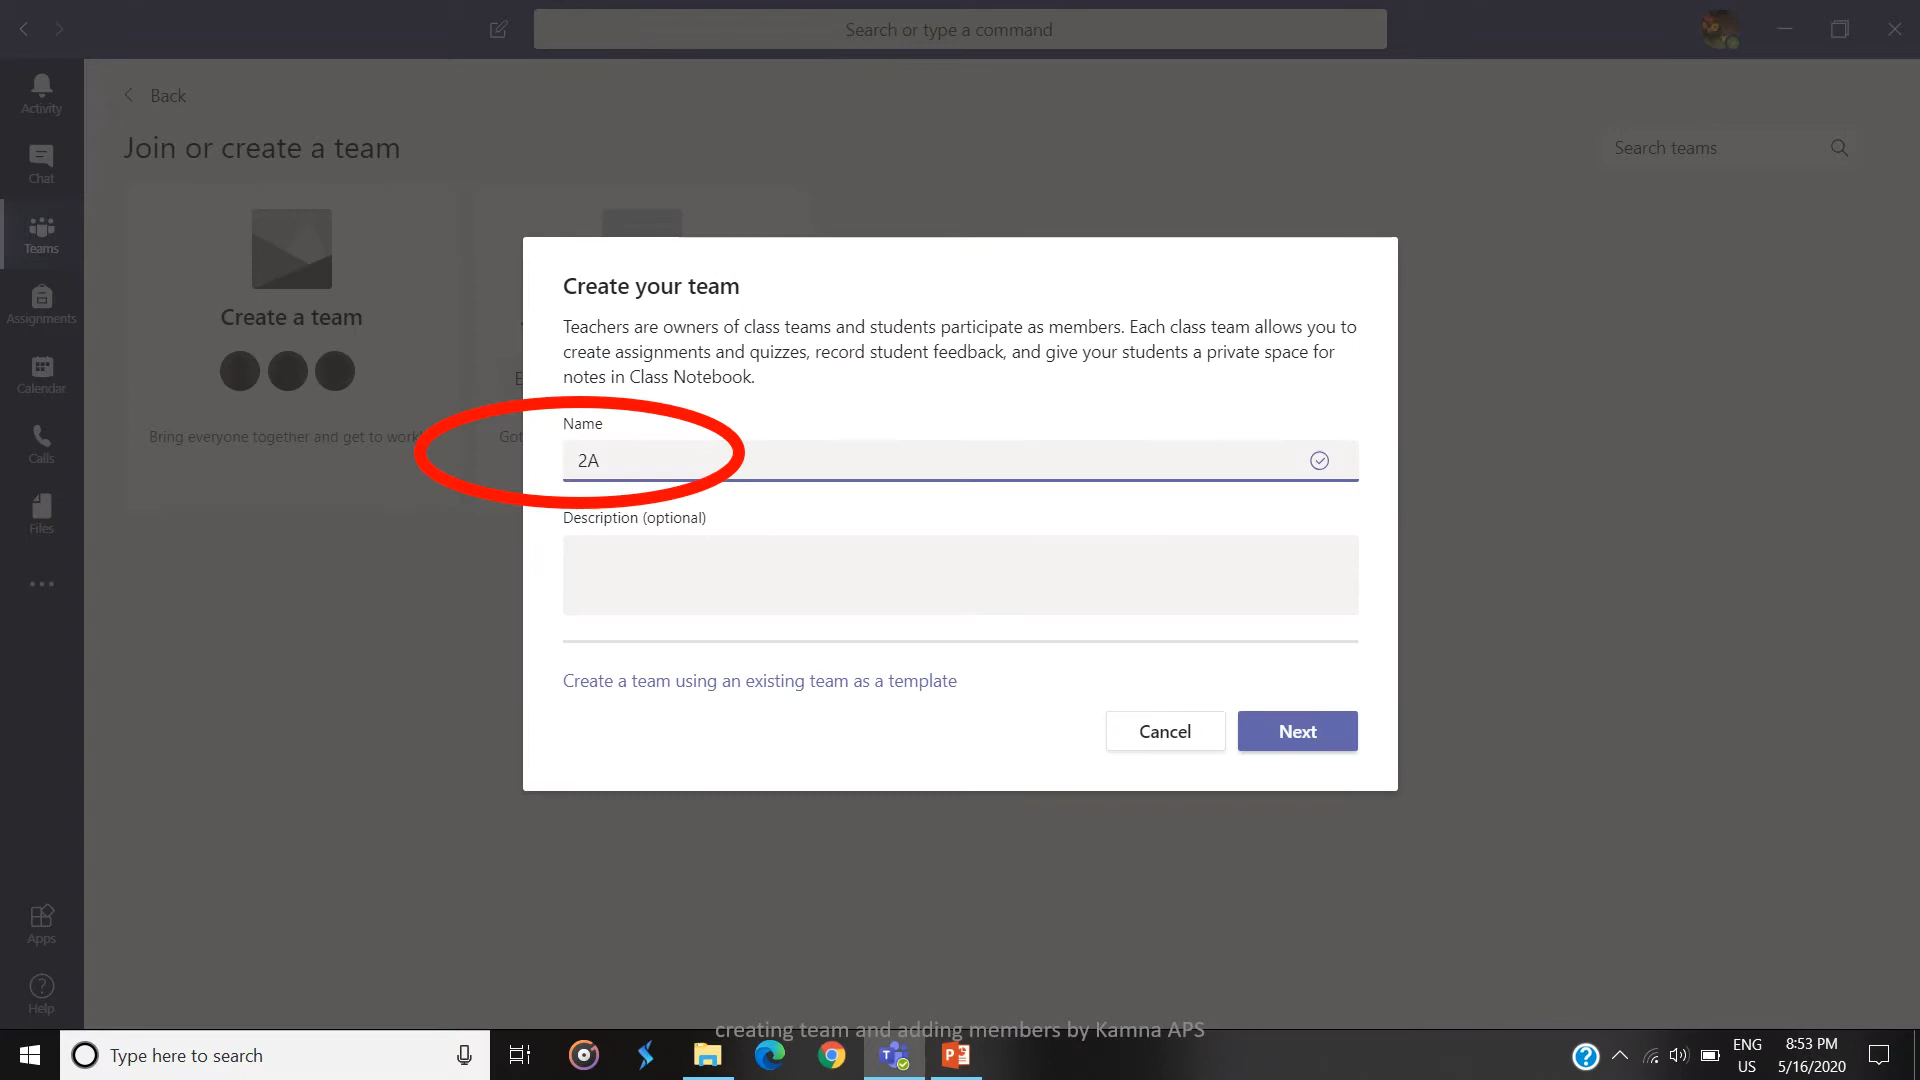 Search or type a command
Activity
Chat
Teams
Assignments
Calendar
Calls
Files
Apps
Help
Back
Join or create a team
Search teams
Create a team
Bring everyone together and get to work!
Got
Create your team
Teachers are owners of class teams and students participate as members. Each class team allows you to
create assignments and quizzes, record student feedback, and give your students a private space for
notes in Class Notebook.
Name
2A
Description (optional)
Create a team using an existing team as a template
Cancel
Next
creating team and adding members by Kamna APS
Type here to search
ENG
US
8:53 PM
5/16/2020